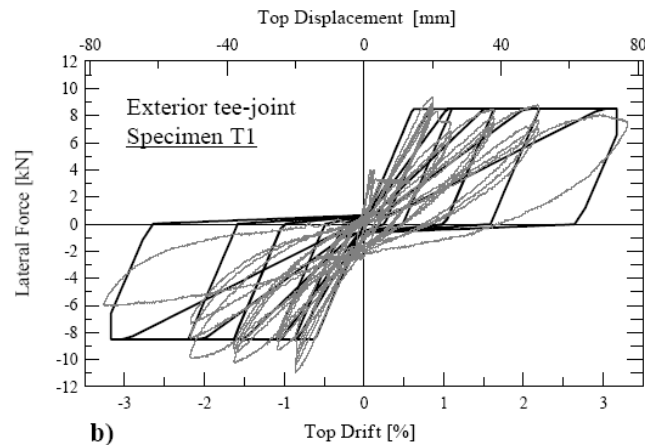 Top Displacement [mm]
-80 -40 0 40 80
12
10
8
6
4
2
0
-2
-4
-6
-8
-10
-12
Lateral Force [kN]
Exterior tee-joint
Specimen T1
-3 -2 -1 0 1 2 3
b) Top Drift [%]